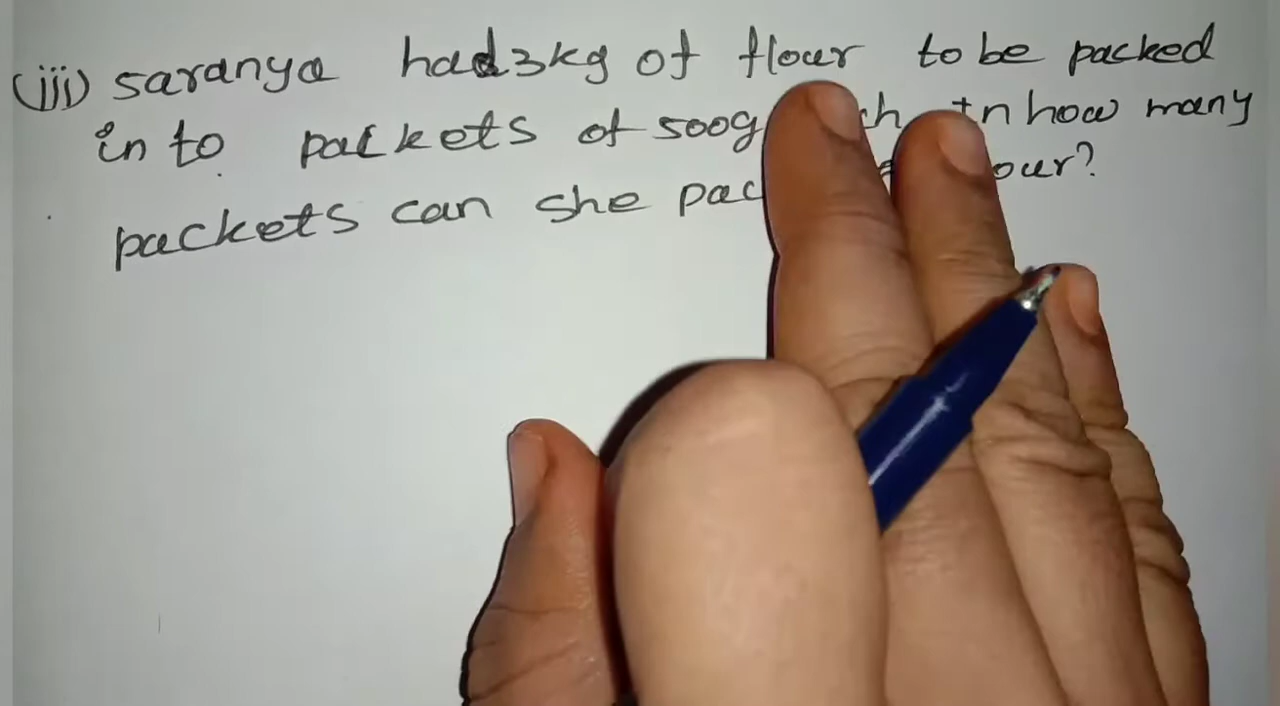 (iii) saranya had 3kg of flour to be packed
in to packets of 500g in how many
packets can she